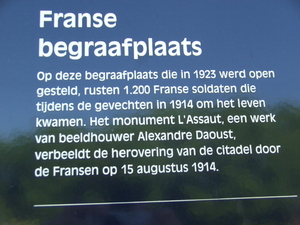 Franse
begraafplaats
Op deze begraafplaats die in 1923 werd open
gesteld, rusten 1.200 Franse soldaten die
tijdens de gevechten in 1914 om het leven
kwamen. Het monument L'Assaut, een werk
van beeldhouwer Alexandre Daoust,
verbeeldt de herovering van de citadel door
de Fransen op 15 augustus 1914.